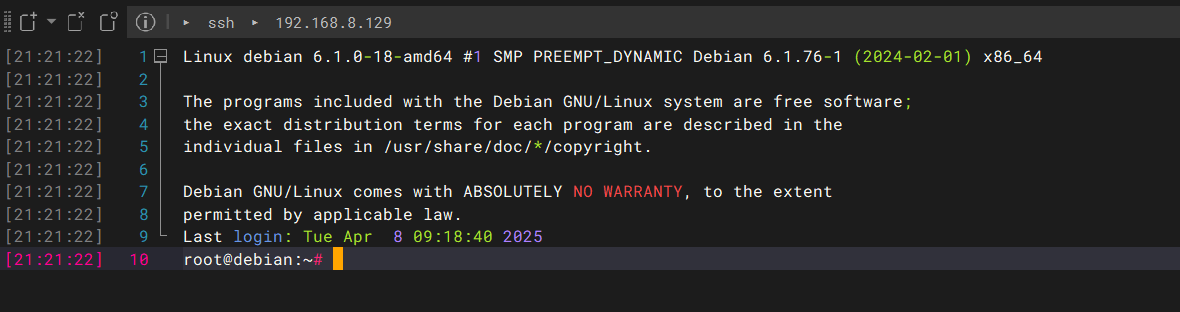 ssh 192.168.8.129
[21:21:22] 1 Linux debian 6.1.0-18-amd64 #1 SMP PREEMPT_DYNAMIC Debian 6.1.76-1 (2024-02-01) x86_64
[21:21:22] 2
[21:21:22] 3 The programs included with the Debian GNU/Linux system are free software;
[21:21:22] 4 the exact distribution terms for each program are described in the
[21:21:22] 5 individual files in /usr/share/doc/*/copyright.
[21:21:22] 6
[21:21:22] 7 Debian GNU/Linux comes with ABSOLUTELY NO WARRANTY, to the extent
[21:21:22] 8 permitted by applicable law.
[21:21:22] 9 Last login: Tue Apr  8 09:18:40 2025
[21:21:22] 10 root@debian:~#